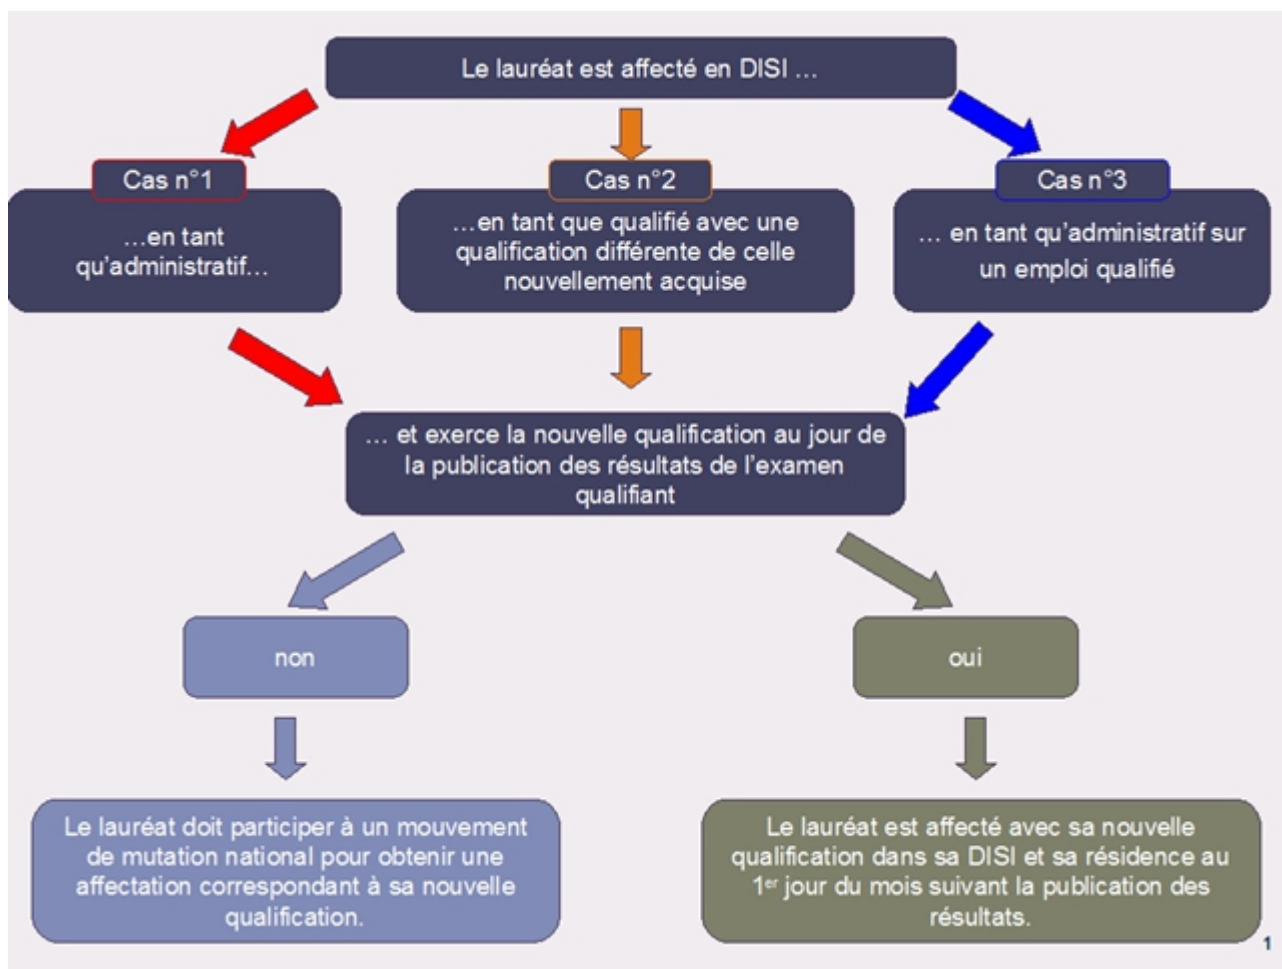 Le lauréat est affecté en DISI …
Cas n°1
…en tant
qu’administratif…
Cas n°2
…en tant que qualifié avec une
qualification différente de celle
nouvellement acquise
Cas n°3
… en tant qu’administratif sur
un emploi qualifié
… et exerce la nouvelle qualification au jour de
la publication des résultats de l’examen
qualifiant
non
oui
Le lauréat doit participer à un mouvement
de mutation national pour obtenir une
affectation correspondant à sa nouvelle
qualification.
Le lauréat est affecté avec sa nouvelle
qualification dans sa DISI et sa résidence au
1er jour du mois suivant la publication des
résultats.
1